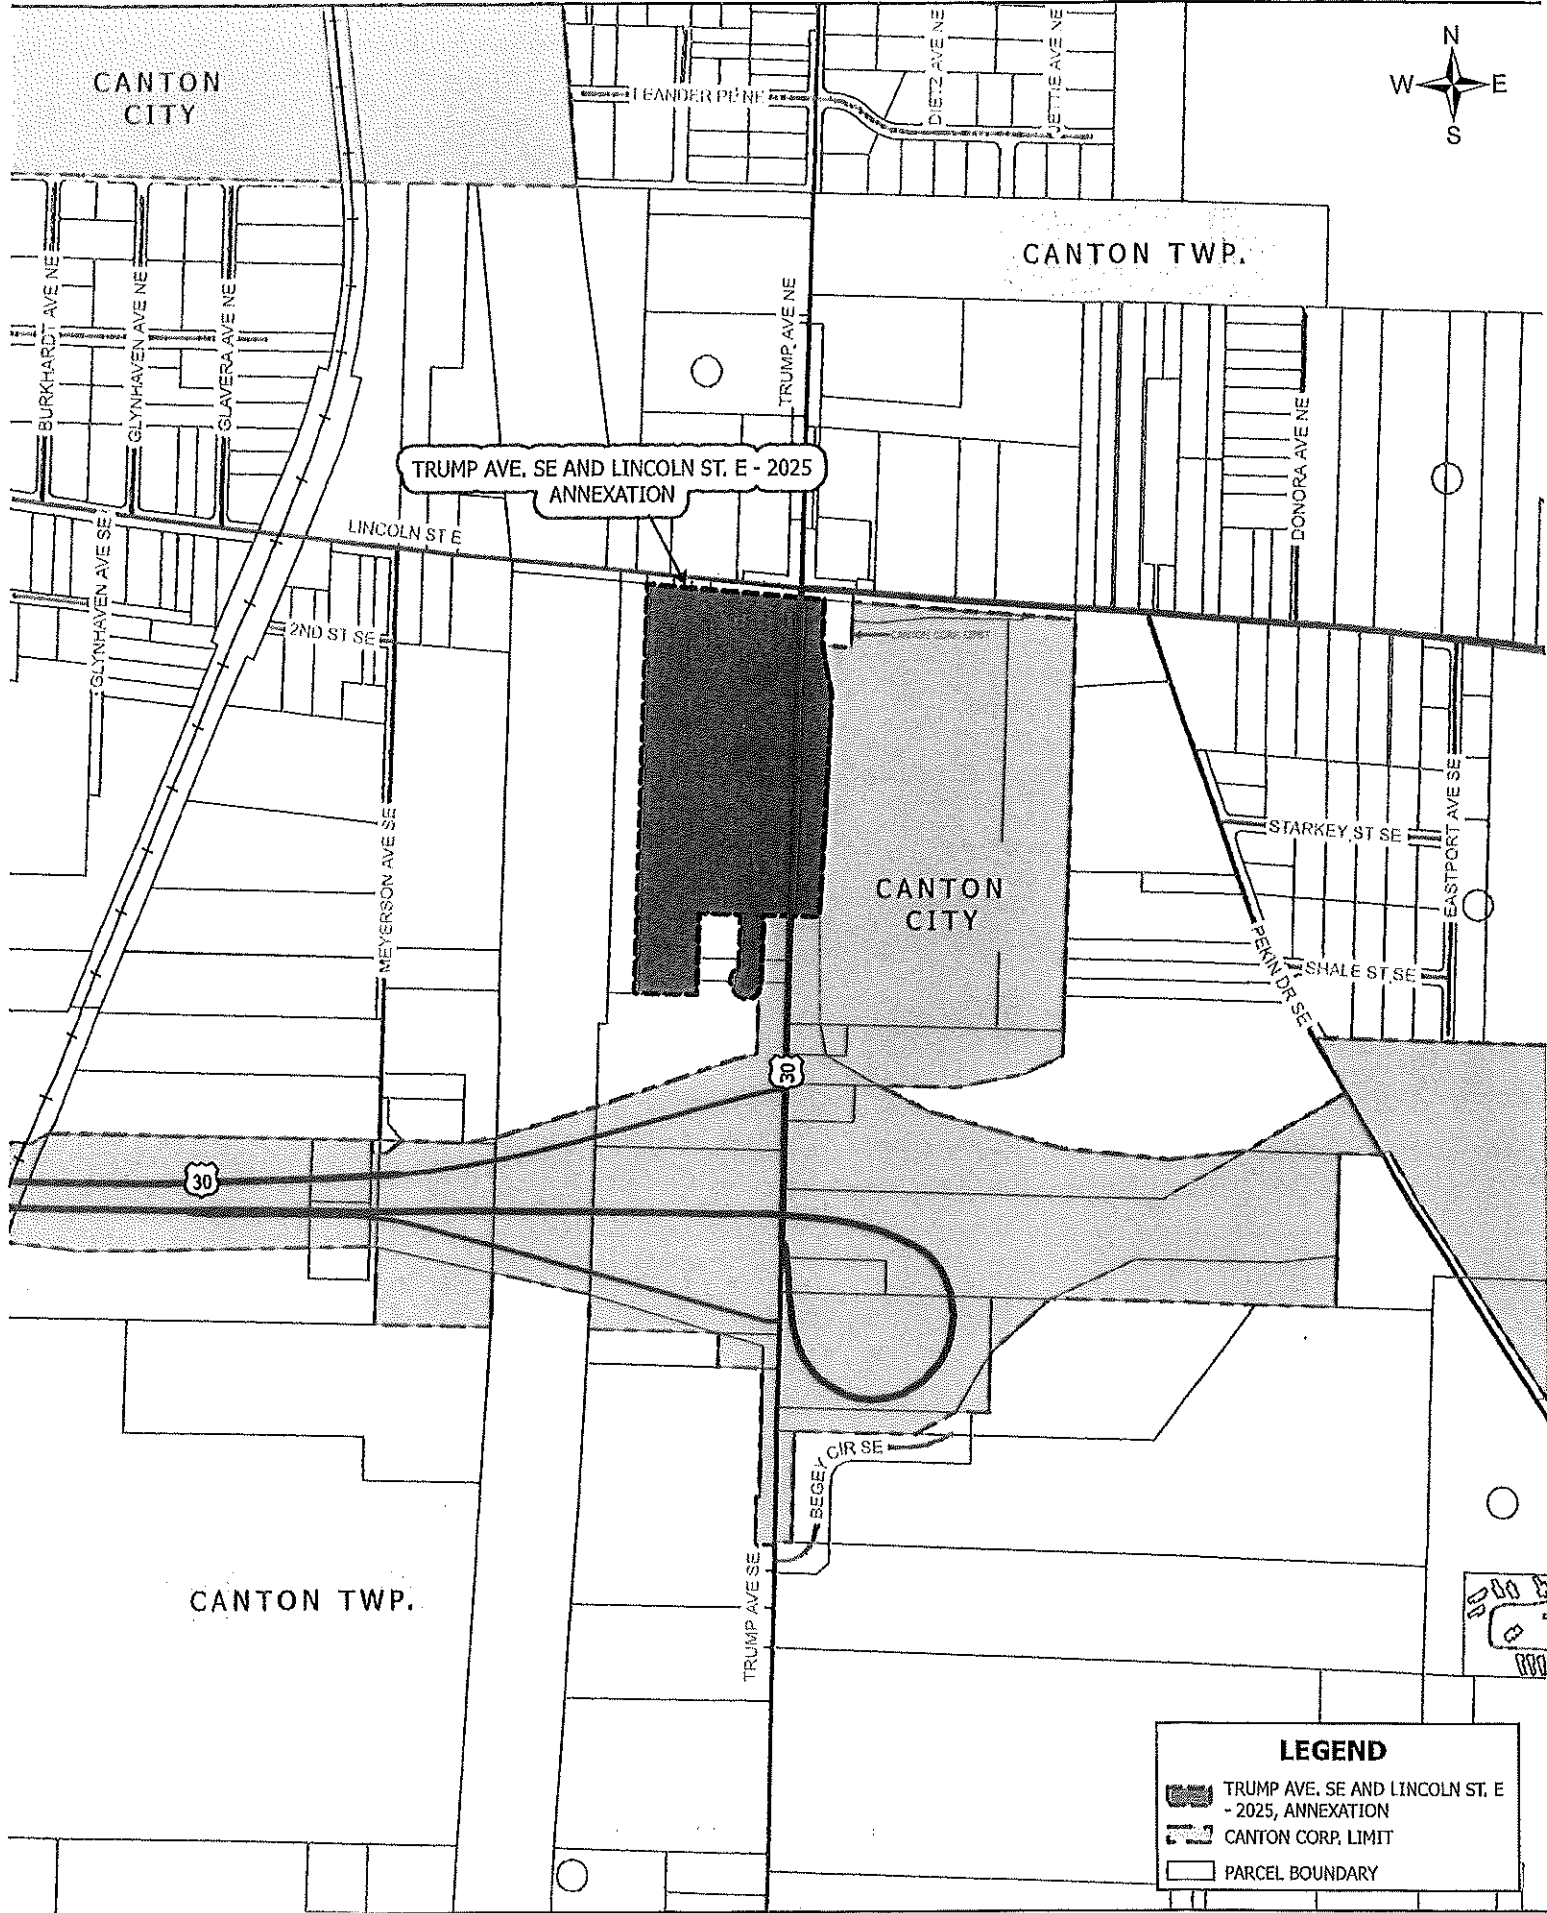 N
W E
S
CANTON
CITY
LEANDER PL NE
DIETZ AVE NE
JETTIE AVE NE
CANTON TWP.
BURKHARDT AVE NE
GLYNHAVEN AVE NE
GLAVERA AVE NE
TRUMP AVE NE
DONORA AVE NE
TRUMP AVE. SE AND LINCOLN ST. E - 2025
ANNEXATION
LINCOLN ST E
GLYNHAVEN AVE SE
2ND ST SE
CANTON CORP. LIMIT
MEYERSON AVE SE
CANTON
CITY
STARKEY ST SE
EASTPORT AVE SE
PEKIN DR SE
SHALE ST SE
30
30
BEGEY CIR SE
TRUMP AVE SE
CANTON TWP.
LEGEND
TRUMP AVE. SE AND LINCOLN ST. E
- 2025, ANNEXATION
CANTON CORP. LIMIT
PARCEL BOUNDARY